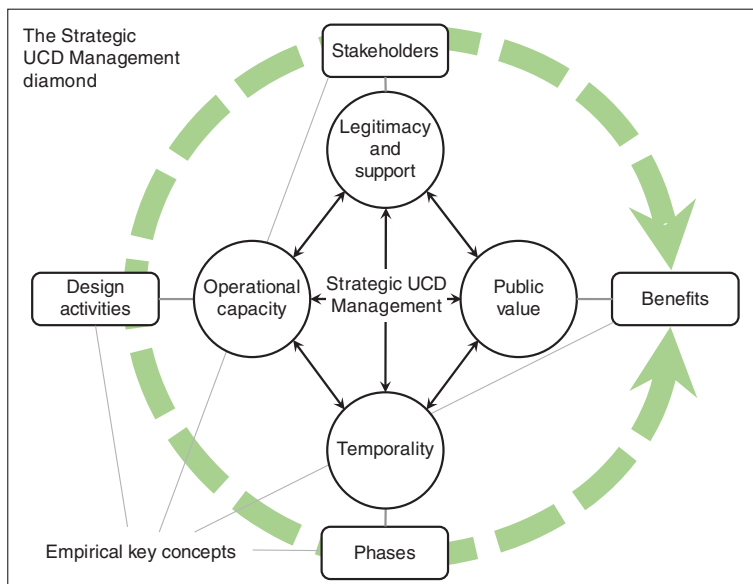 The Strategic
UCD Management
diamond
Stakeholders
Legitimacy
and
support
Design
activities
Operational
capacity
Strategic UCD
Management
Public
value
Benefits
Temporality
Empirical key concepts
Phases